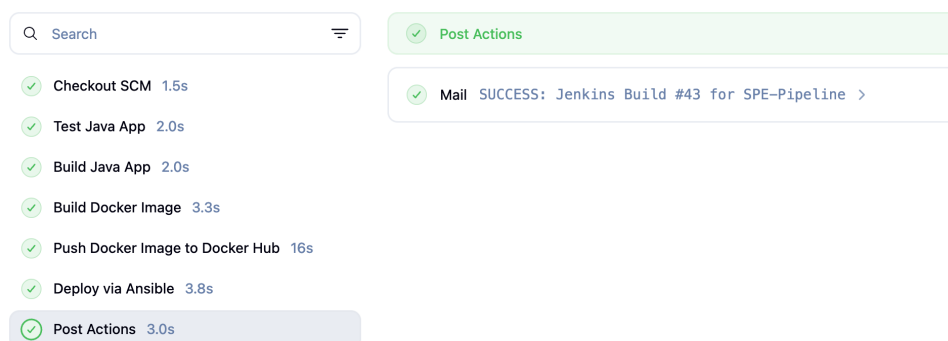 Search
Checkout SCM 1.5s
Test Java App 2.0s
Build Java App 2.0s
Build Docker Image 3.3s
Push Docker Image to Docker Hub 16s
Deploy via Ansible 3.8s
Post Actions 3.0s
Post Actions
Mail SUCCESS: Jenkins Build #43 for SPE-Pipeline